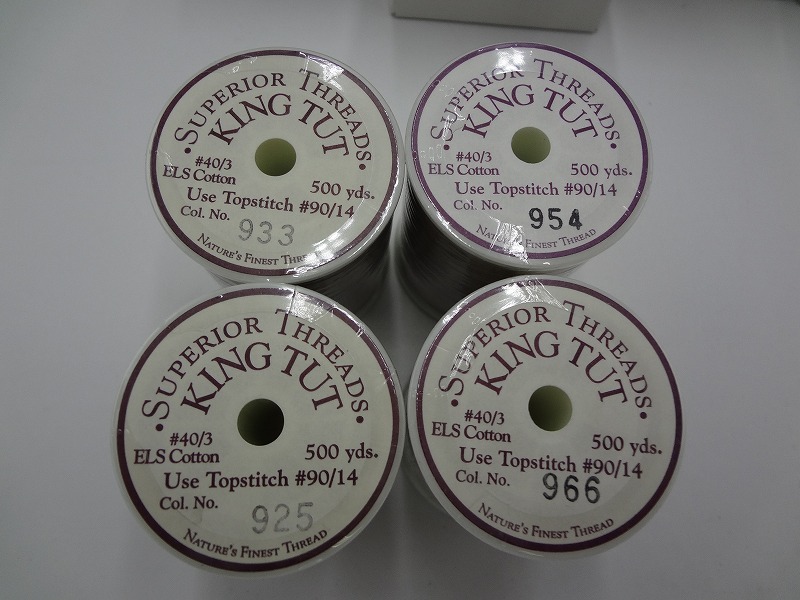 • SUPERIOR THREADS •
KING TUT
#40/3
ELS Cotton
500 yds.
Use Topstitch #90/14
Col. No.
933
NATURE'S FINEST THREAD
• SUPERIOR THREADS •
KING TUT
#40/3
ELS Cotton
500 yds.
Use Topstitch #90/14
Col. No.
954
NATURE'S FINEST THREAD
• SUPERIOR THREADS •
KING TUT
#40/3
ELS Cotton
500 yds.
Use Topstitch #90/14
Col. No.
925
NATURE'S FINEST THREAD
• SUPERIOR THREADS •
KING TUT
#40/3
ELS Cotton
500 yds.
Use Topstitch #90/14
Col. No.
966
NATURE'S FINEST THREAD